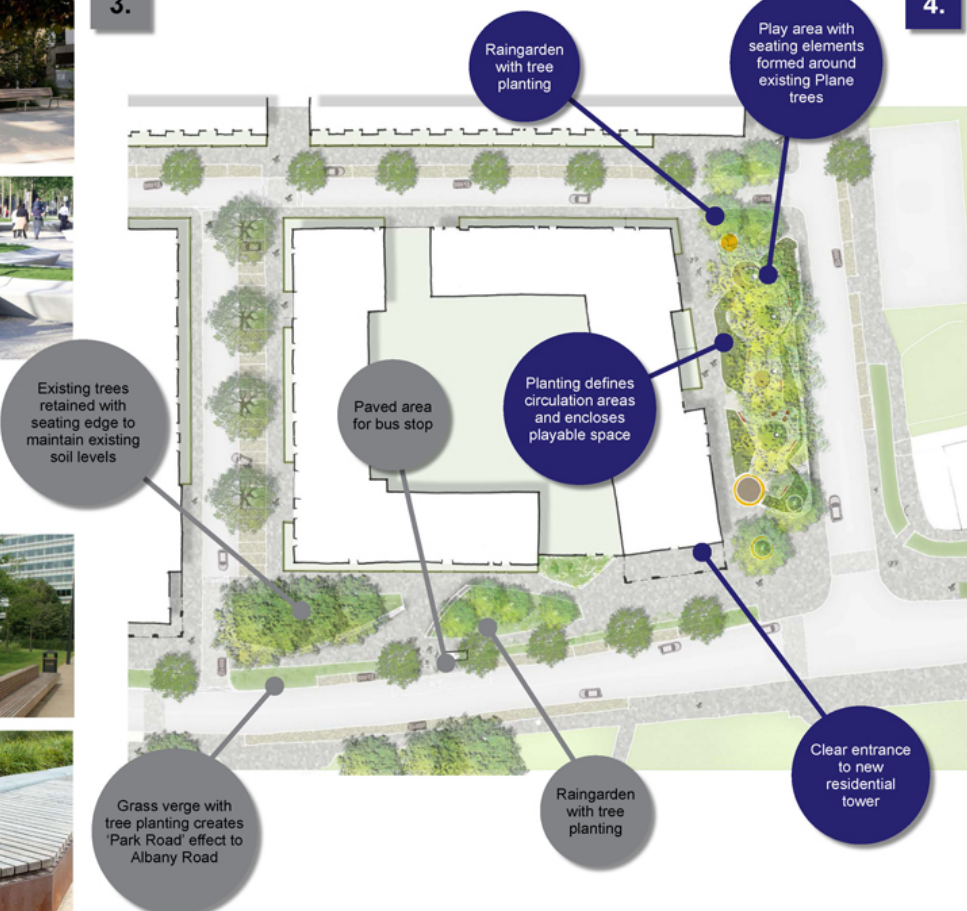 3.
4.
Raingarden
with tree
planting
Play area with
seating elements
formed around
existing Plane
trees
Existing trees
retained with
seating edge to
maintain existing
soil levels
Paved area
for bus stop
Planting defines
circulation areas
and encloses
playable space
Grass verge with
tree planting creates
‘Park Road’ effect to
Albany Road
Raingarden
with tree
planting
Clear entrance
to new
residential
tower